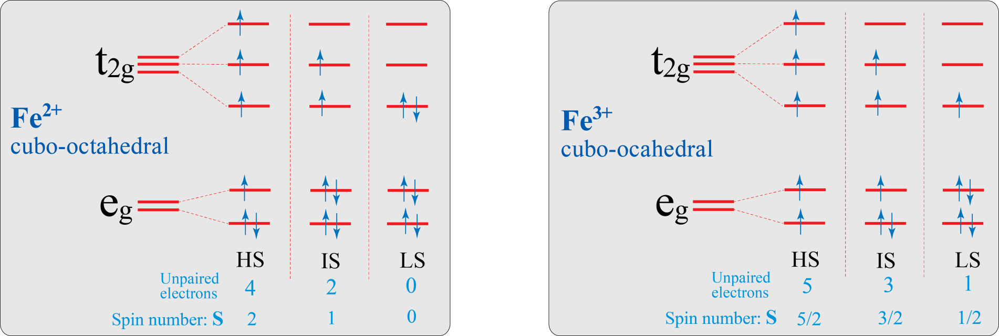 t2g
Fe2+
cubo-octahedral
eg
HS IS LS
Unpaired
electrons 4 2 0
Spin number: S 2 1 0
t2g
Fe3+
cubo-ocahedral
eg
HS IS LS
Unpaired
electrons 5 3 1
Spin number: S 5/2 3/2 1/2